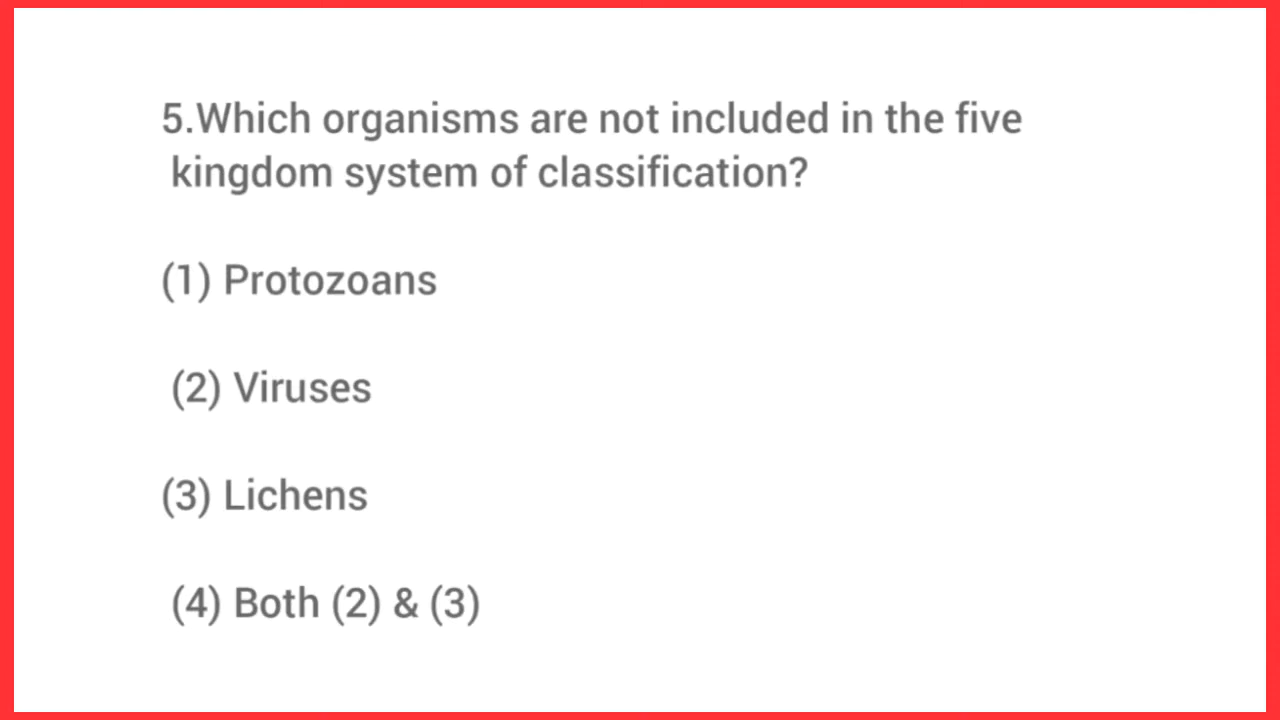 5.Which organisms are not included in the five
kingdom system of classification?
(1) Protozoans
(2) Viruses
(3) Lichens
(4) Both (2) & (3)